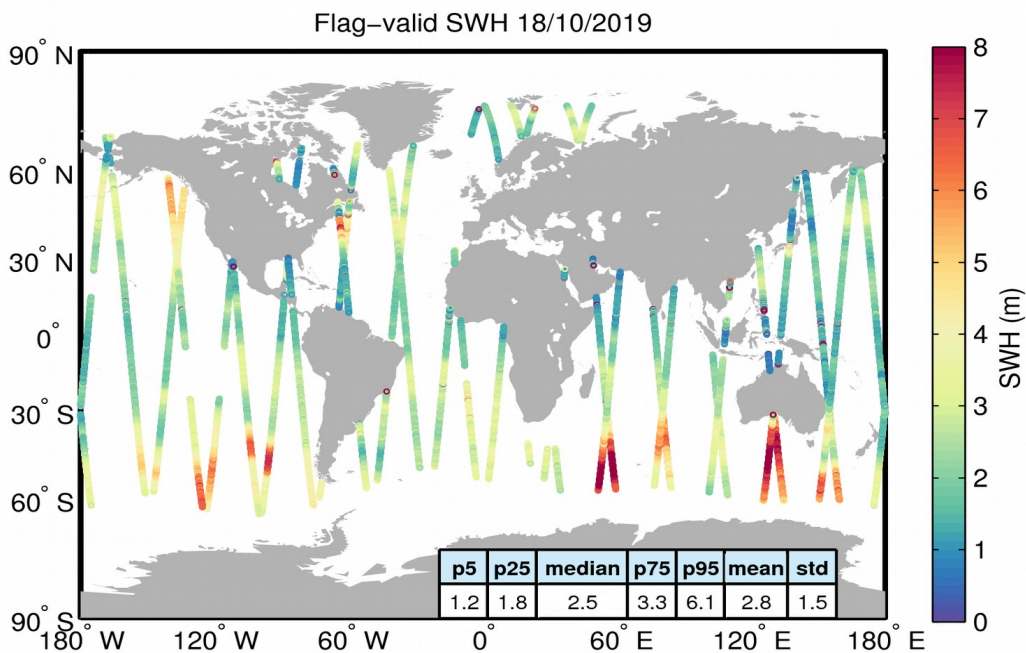 Flag−valid SWH 18/10/2019
90° N
60° N
30° N
0°
30° S
60° S
90° S
180° W
120° W
60° W
0°
60° E
120° E
180° E
p5 p25 median p75 p95 mean std
1.2 1.8 2.5 3.3 6.1 2.8 1.5
8
7
6
5
4
3
2
1
0
SWH (m)